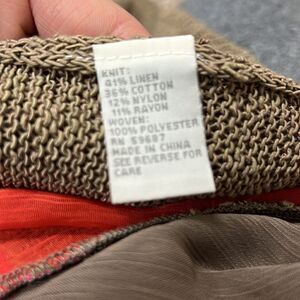 KNIT:
41% LINEN
36% COTTON
12% NYLON
11% RAYON
WOVEN:
100% POLYESTER
RN 59687
MADE IN CHINA
SEE REVERSE FOR
CARE